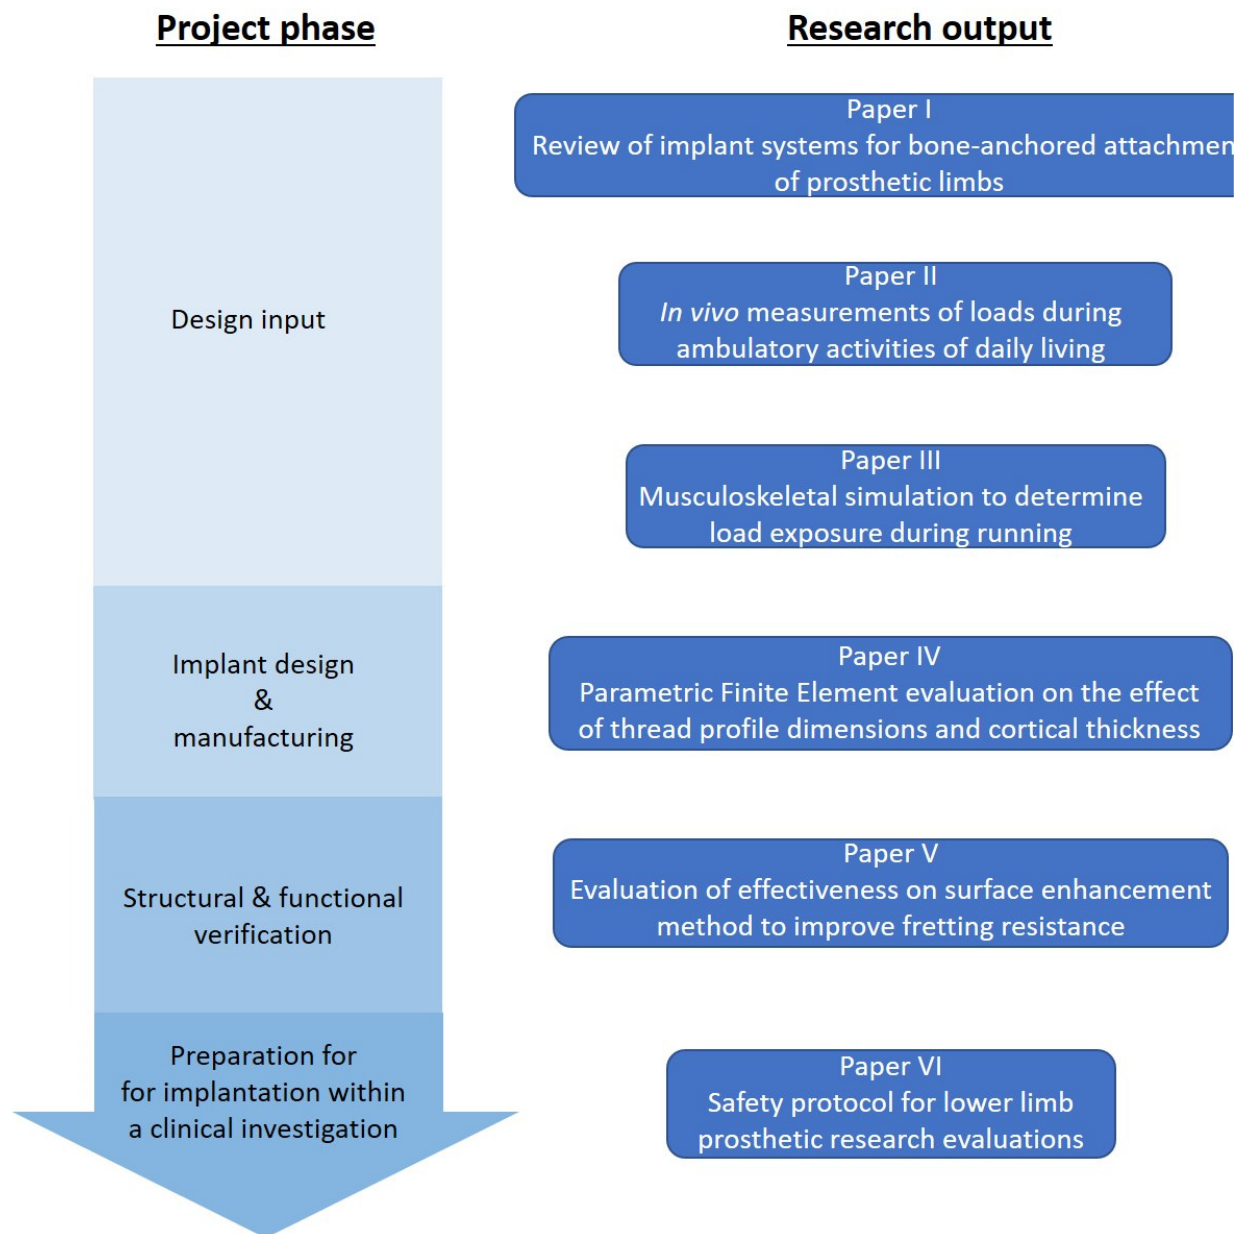 Project phase
Research output
Design input
Paper I
Review of implant systems for bone-anchored attachmen
of prosthetic limbs
Paper II
In vivo measurements of loads during
ambulatory activities of daily living
Paper III
Musculoskeletal simulation to determine
load exposure during running
Implant design
&
manufacturing
Paper IV
Parametric Finite Element evaluation on the effect
of thread profile dimensions and cortical thickness
Structural & functional
verification
Paper V
Evaluation of effectiveness on surface enhancement
method to improve fretting resistance
Preparation for
for implantation within
a clinical investigation
Paper VI
Safety protocol for lower limb
prosthetic research evaluations